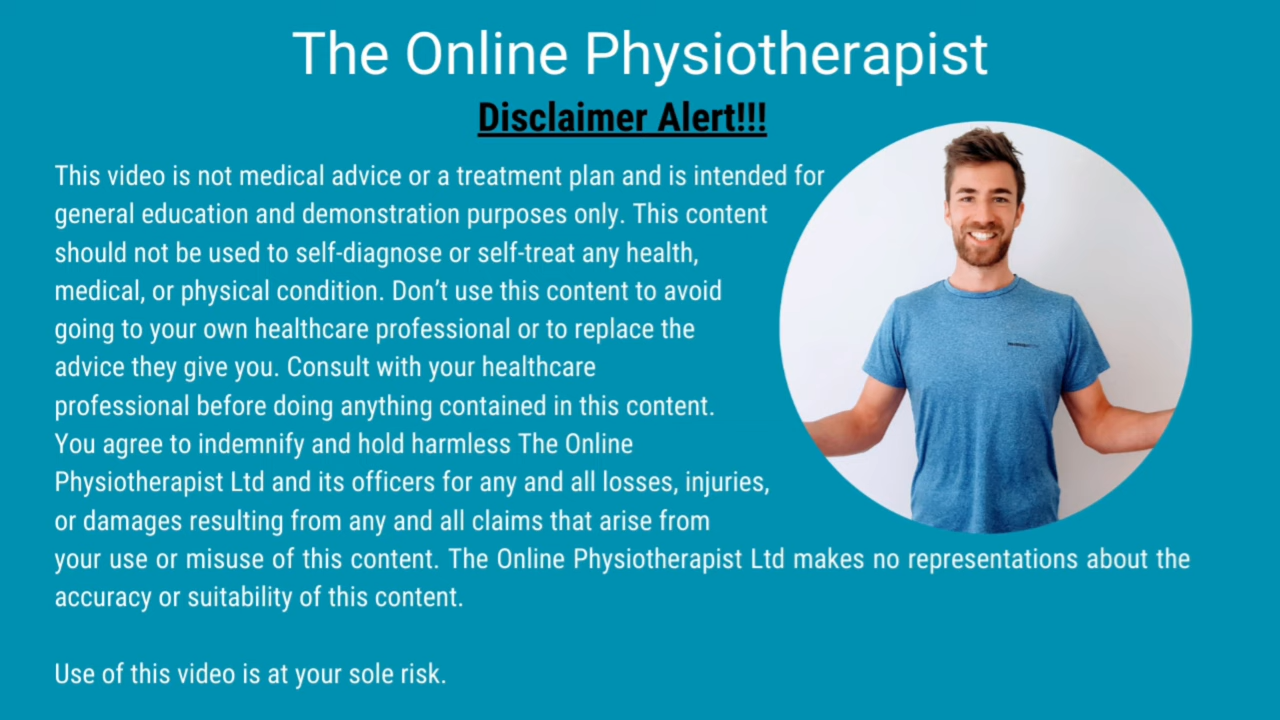 The Online Physiotherapist
Disclaimer Alert!!!
This video is not medical advice or a treatment plan and is intended for
general education and demonstration purposes only. This content
should not be used to self-diagnose or self-treat any health,
medical, or physical condition. Don’t use this content to avoid
going to your own healthcare professional or to replace the
advice they give you. Consult with your healthcare
professional before doing anything contained in this content.
You agree to indemnify and hold harmless The Online
Physiotherapist Ltd and its officers for any and all losses, injuries,
or damages resulting from any and all claims that arise from
your use or misuse of this content. The Online Physiotherapist Ltd makes no representations about the
accuracy or suitability of this content.
Use of this video is at your sole risk.